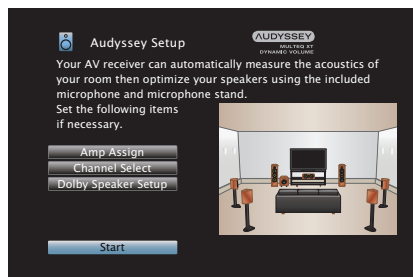 Audyssey Setup
AUDYSSEY
MULTEQ XT
DYNAMIC VOLUME
Your AV receiver can automatically measure the acoustics of
your room then optimize your speakers using the included
microphone and microphone stand.
Set the following items
if necessary.
Amp Assign
Channel Select
Dolby Speaker Setup
Start